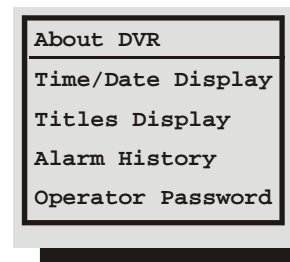 About DVR
Time/Date Display
Titles Display
Alarm History
Operator Password